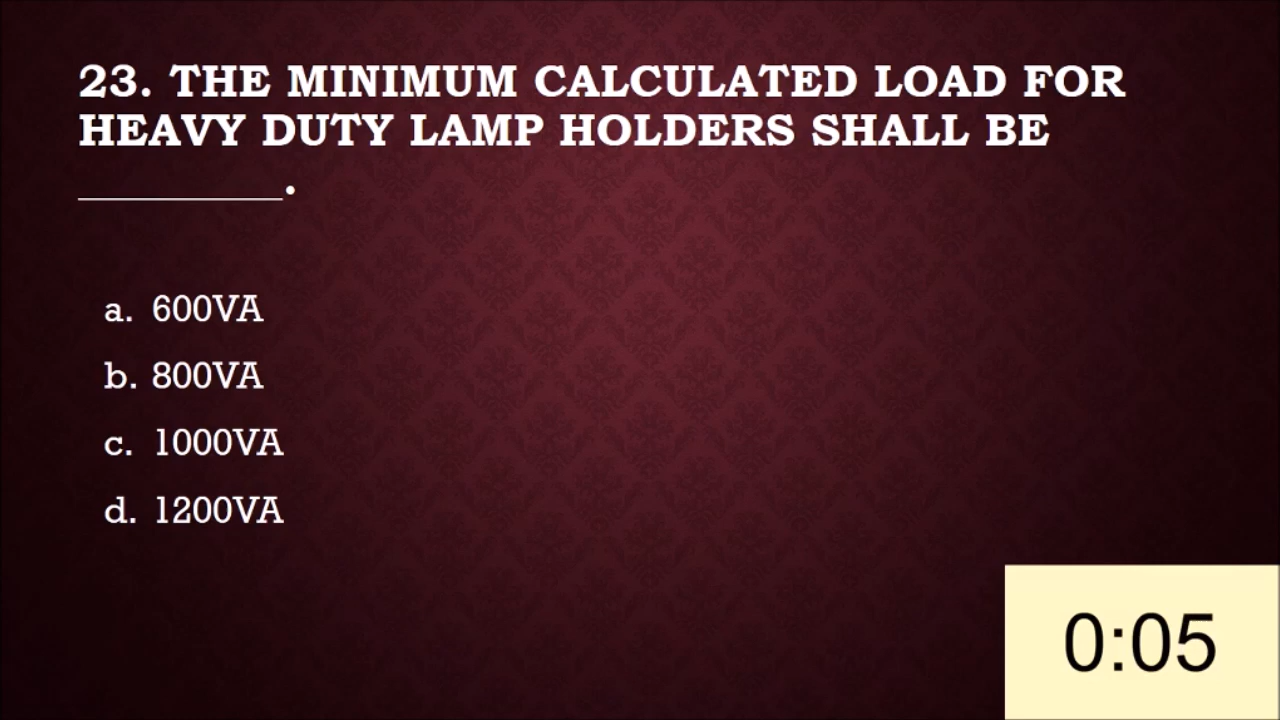 23. THE MINIMUM CALCULATED LOAD FOR
HEAVY DUTY LAMP HOLDERS SHALL BE
_________.
a. 600VA
b. 800VA
c. 1000VA
d. 1200VA
0:05